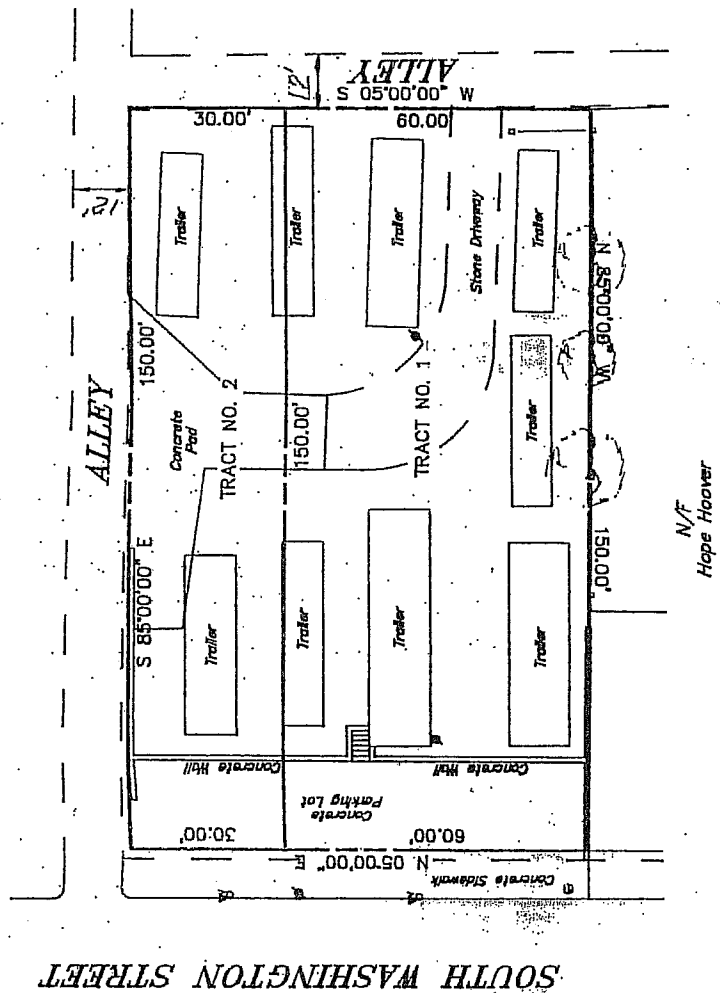 12'
ALLEY
S 05°00'00" W
30.00'
60.00
12'
Trailer
Trailer
Trailer
Stone Driveway
Trailer
N 85°00'00" W
150.00'
ALLEY
Concrete
Pad
TRACT NO. 2
150.00'
TRACT NO. 1
Trailer
S 85°00'00" E
Trailer
Trailer
Trailer
Trailer
150.00'
N/F
Hope Hoover
Concrete Wall
Concrete Wall
Concrete
Parking Lot
30.00'
60.00'
N 05°00'00" E
Concrete Sidewalk
SOUTH WASHINGTON STREET